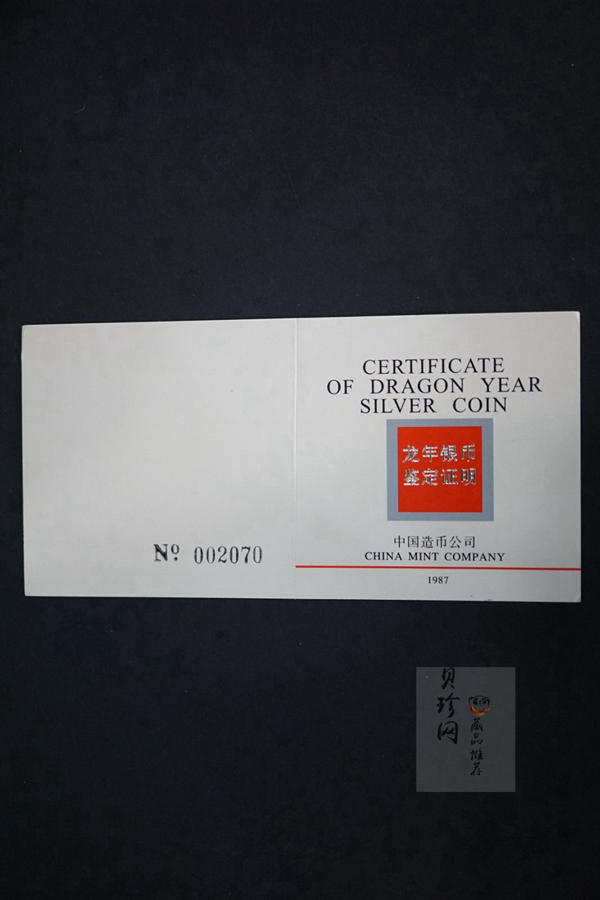 CERTIFICATE
OF DRAGON YEAR
SILVER COIN
龙年银币
鉴定证明
中国造币公司
CHINA MINT COMPANY
1987
Nº 002070
贝珍网
藏品推荐